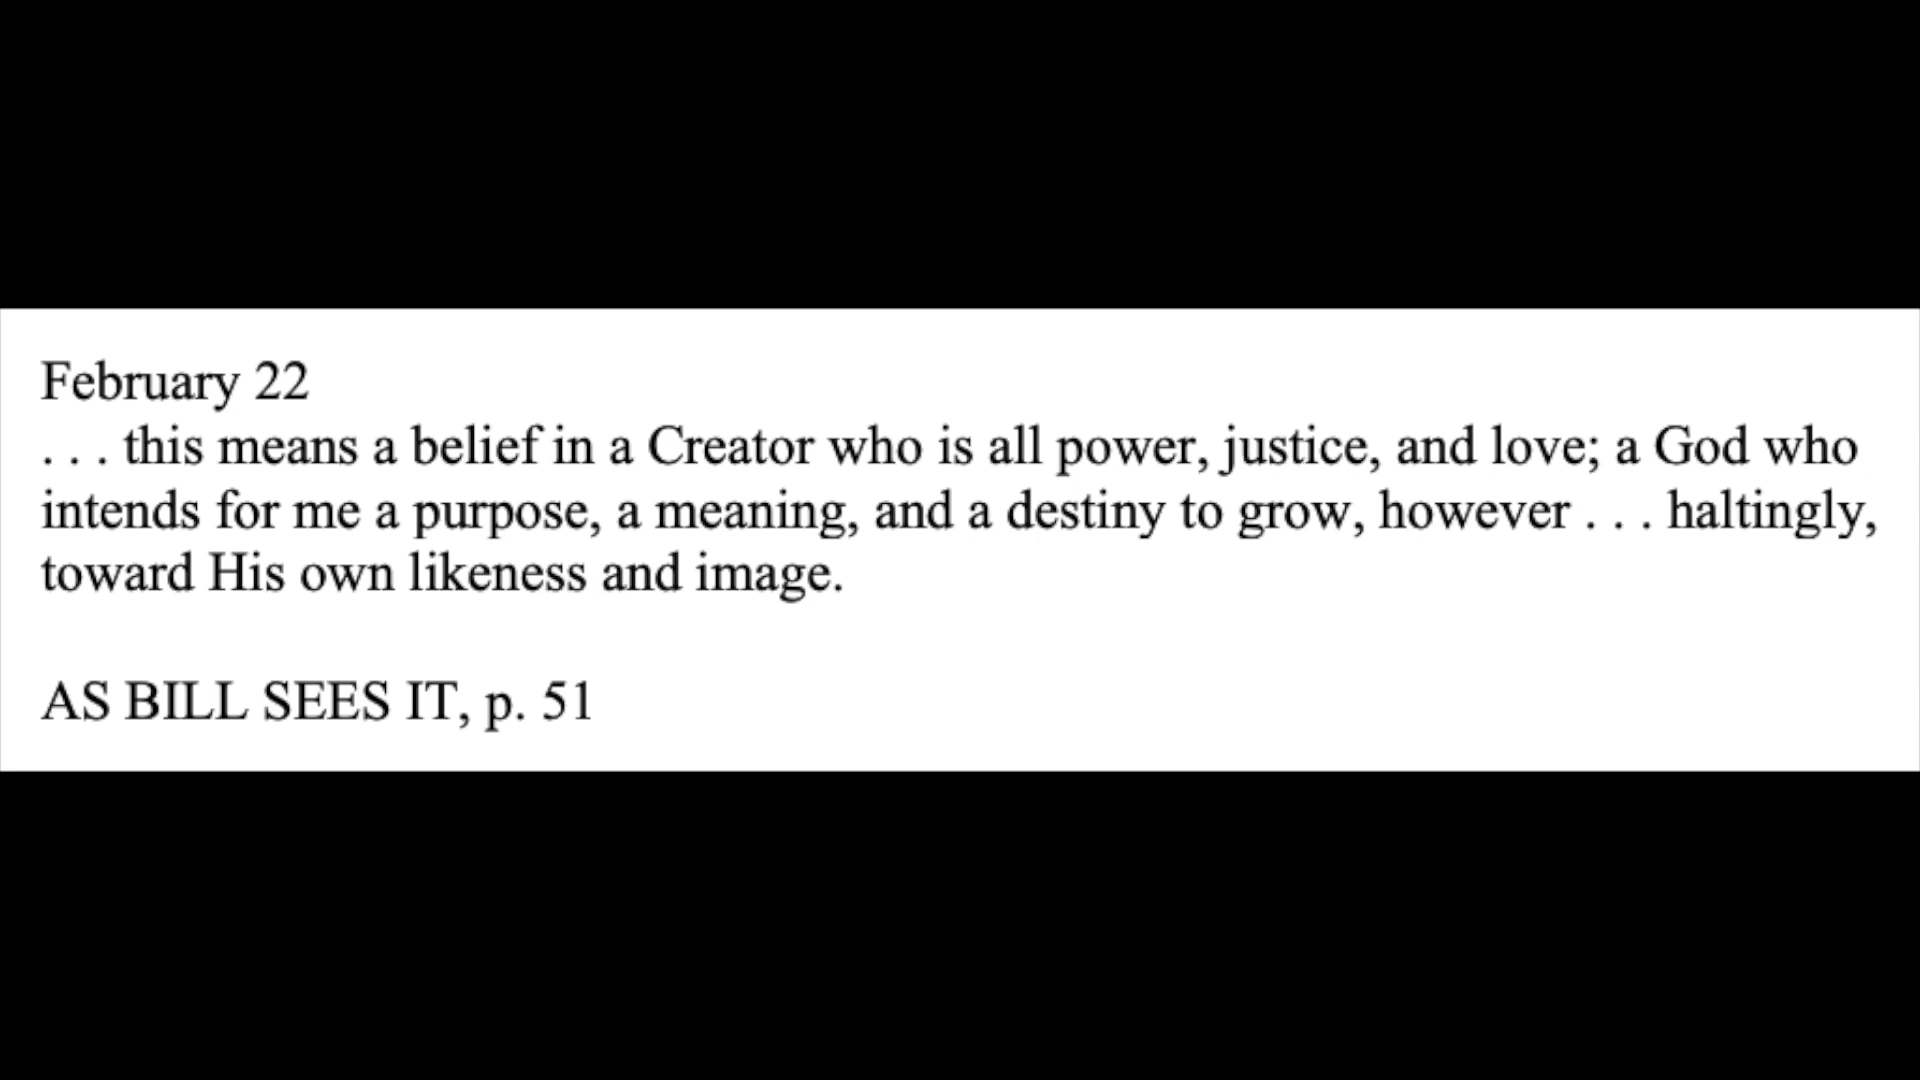 February 22
. . . this means a belief in a Creator who is all power, justice, and love; a God who
intends for me a purpose, a meaning, and a destiny to grow, however . . . haltingly,
toward His own likeness and image.
AS BILL SEES IT, p. 51